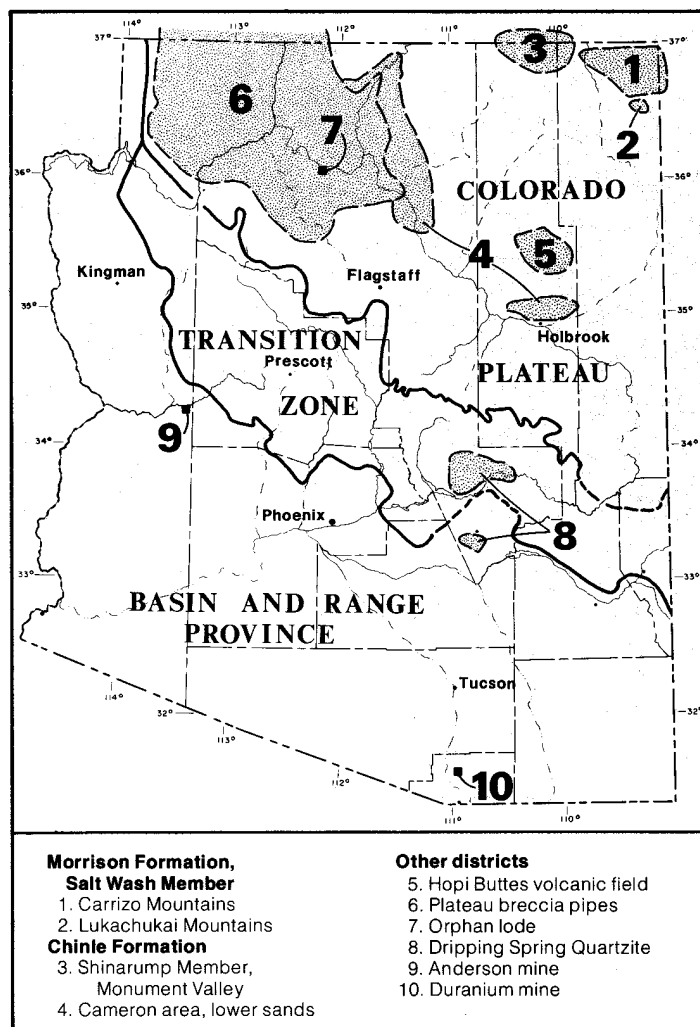 114°
113°
112°
111°
110°
37°
37°
3
1
6
7
2
36°
36°
COLORADO
5
4
Kingman
Flagstaff
35°
35°
TRANSITION
Holbrook
Prescott
PLATEAU
ZONE
34°
34°
9
Phoenix
8
33°
33°
BASIN AND RANGE
PROVINCE
Tucson
114°
32°
32°
113°
112°
10
111°
110°
Morrison Formation,
Salt Wash Member
1. Carrizo Mountains
2. Lukachukai Mountains
Chinle Formation
3. Shinarump Member,
Monument Valley
4. Cameron area, lower sands
Other districts
5. Hopi Buttes volcanic field
6. Plateau breccia pipes
7. Orphan lode
8. Dripping Spring Quartzite
9. Anderson mine
10. Duranium mine